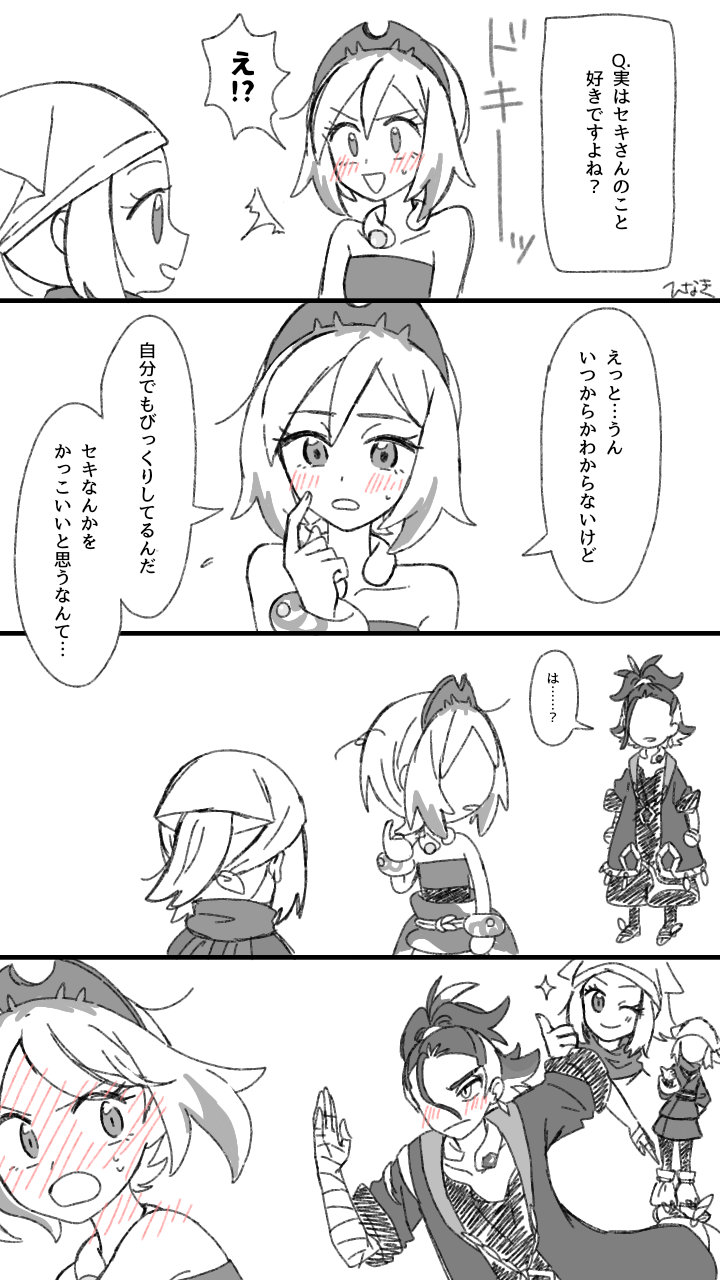 Q.実はセキさんのこと
好きですよね?
ドキーーッ
え!?
ひなき
えっと…うん
いつからかわからないけど
自分でもびっくりしてるんだ
セキなんかを
かっこいいと思うなんて…
は……?